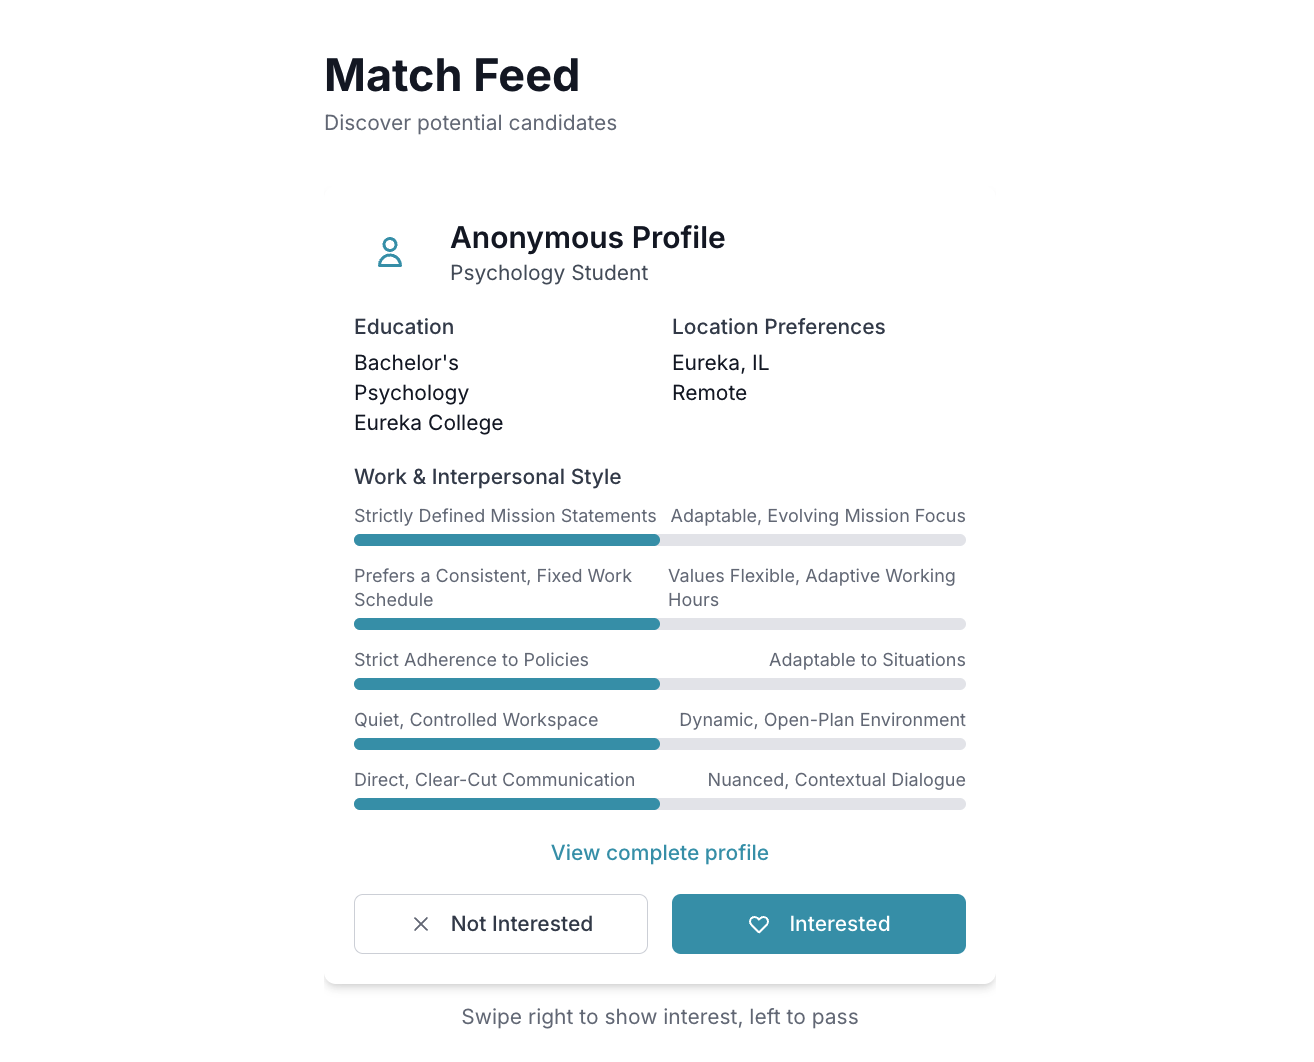 Match Feed
Discover potential candidates
Anonymous Profile
Psychology Student
Education
Bachelor's
Psychology
Eureka College
Location Preferences
Eureka, IL
Remote
Work & Interpersonal Style
Strictly Defined Mission Statements
Adaptable, Evolving Mission Focus
Prefers a Consistent, Fixed Work
Schedule
Values Flexible, Adaptive Working
Hours
Strict Adherence to Policies
Adaptable to Situations
Quiet, Controlled Workspace
Dynamic, Open-Plan Environment
Direct, Clear-Cut Communication
Nuanced, Contextual Dialogue
View complete profile
Not Interested
Interested
Swipe right to show interest, left to pass